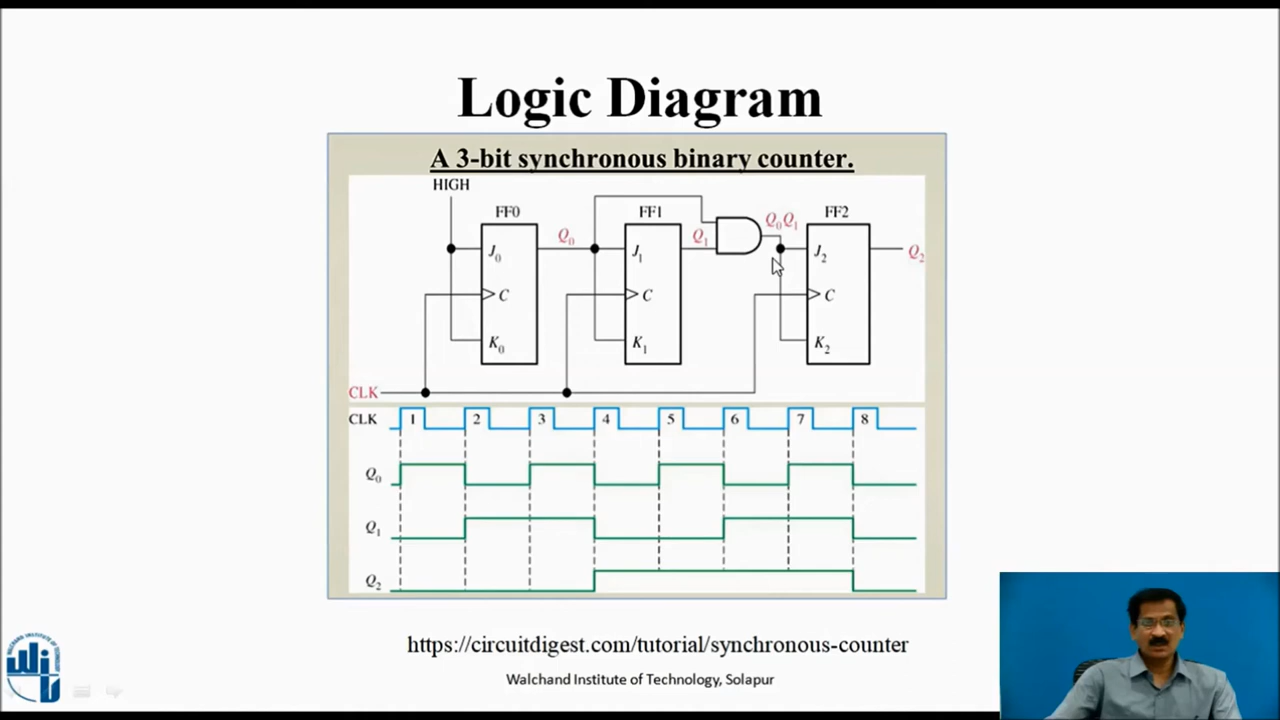 Logic Diagram
A 3-bit synchronous binary counter.
HIGH
FF0
FF1
FF2
Q0
Q1
Q0 Q1
Q2
J0
J1
J2
C
C
C
K0
K1
K2
CLK
CLK
1 2 3 4 5 6 7 8
Q0
Q1
Q2
https://circuitdigest.com/tutorial/synchronous-counter
Walchand Institute of Technology, Solapur